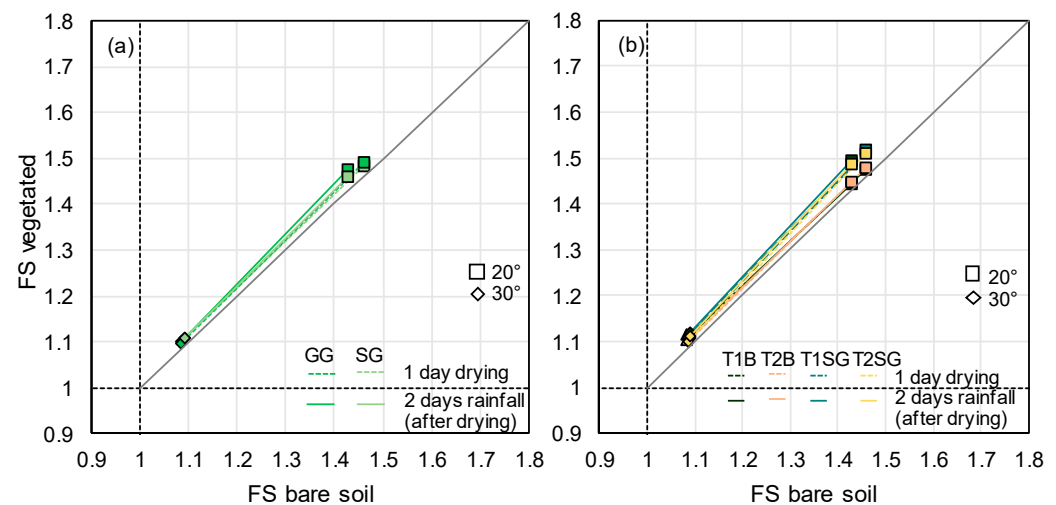 FS vegetated
1.8
1.7
1.6
1.5
1.4
1.3
1.2
1.1
1
0.9
(a)
20°
30°
GG SG
1 day drying
2 days rainfall
(after drying)
0.9 1 1.1 1.2 1.3 1.4 1.5 1.6 1.7 1.8
FS bare soil
1.8
1.7
1.6
1.5
1.4
1.3
1.2
1.1
1
0.9
(b)
20°
30°
T1B T2B T1SG T2SG
1 day drying
2 days rainfall
(after drying)
0.9 1 1.1 1.2 1.3 1.4 1.5 1.6 1.7 1.8
FS bare soil